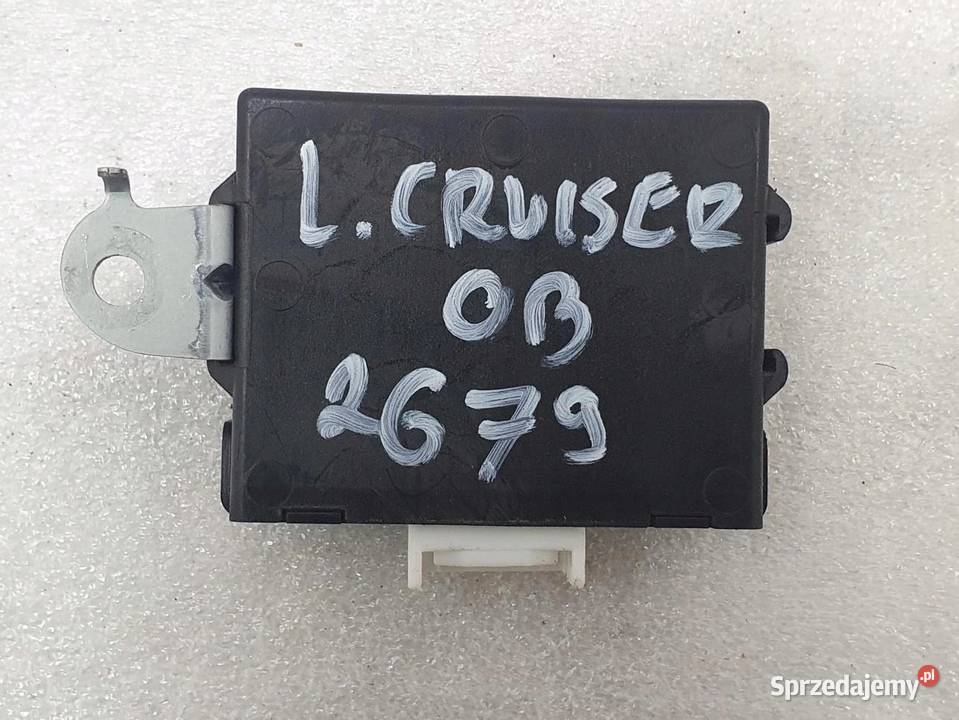 L.CRUISER
OB
2679
Sprzedajemy.pl